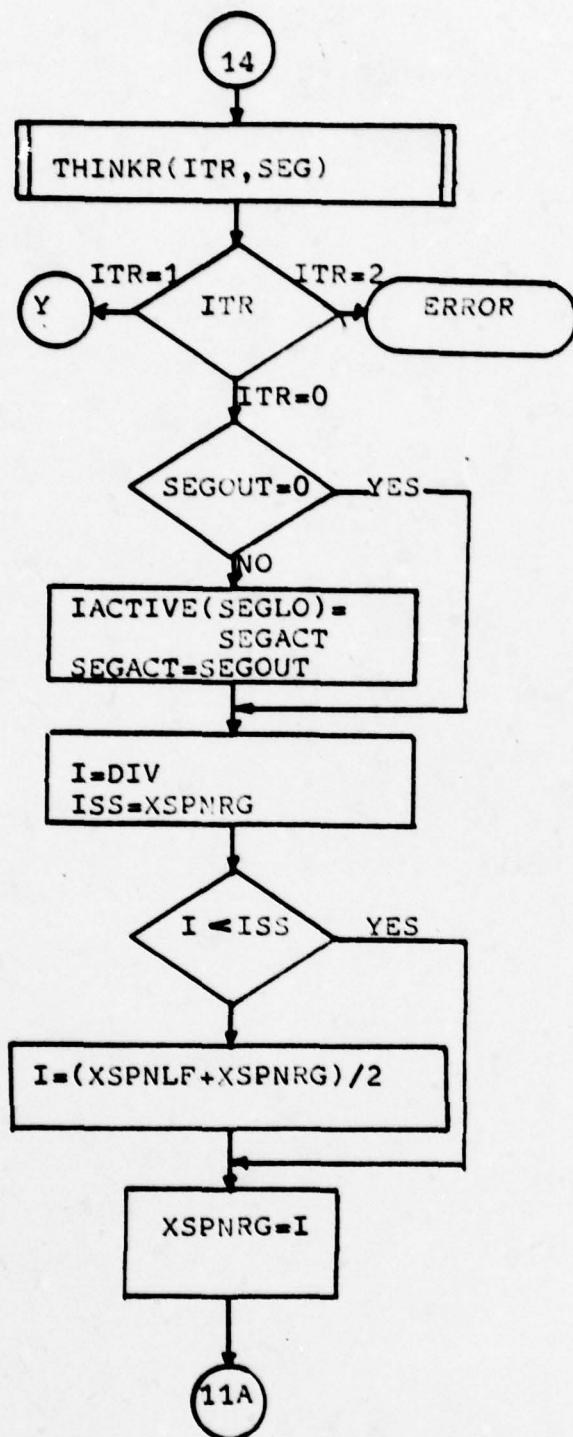 14
THINKR(ITR,SEG)
ITR=1
ITR=2
Y
ITR
ERROR
ITR=0
SEGOUT=0
YES
NO
IACTIVE(SEGLO)=
SEGACT
SEGACT=SEGOUT
I=DIV
ISS=XSPNRG
I<ISS
YES
I=(XSPNLF+XSPNRG)/2
XSPNRG=I
11A